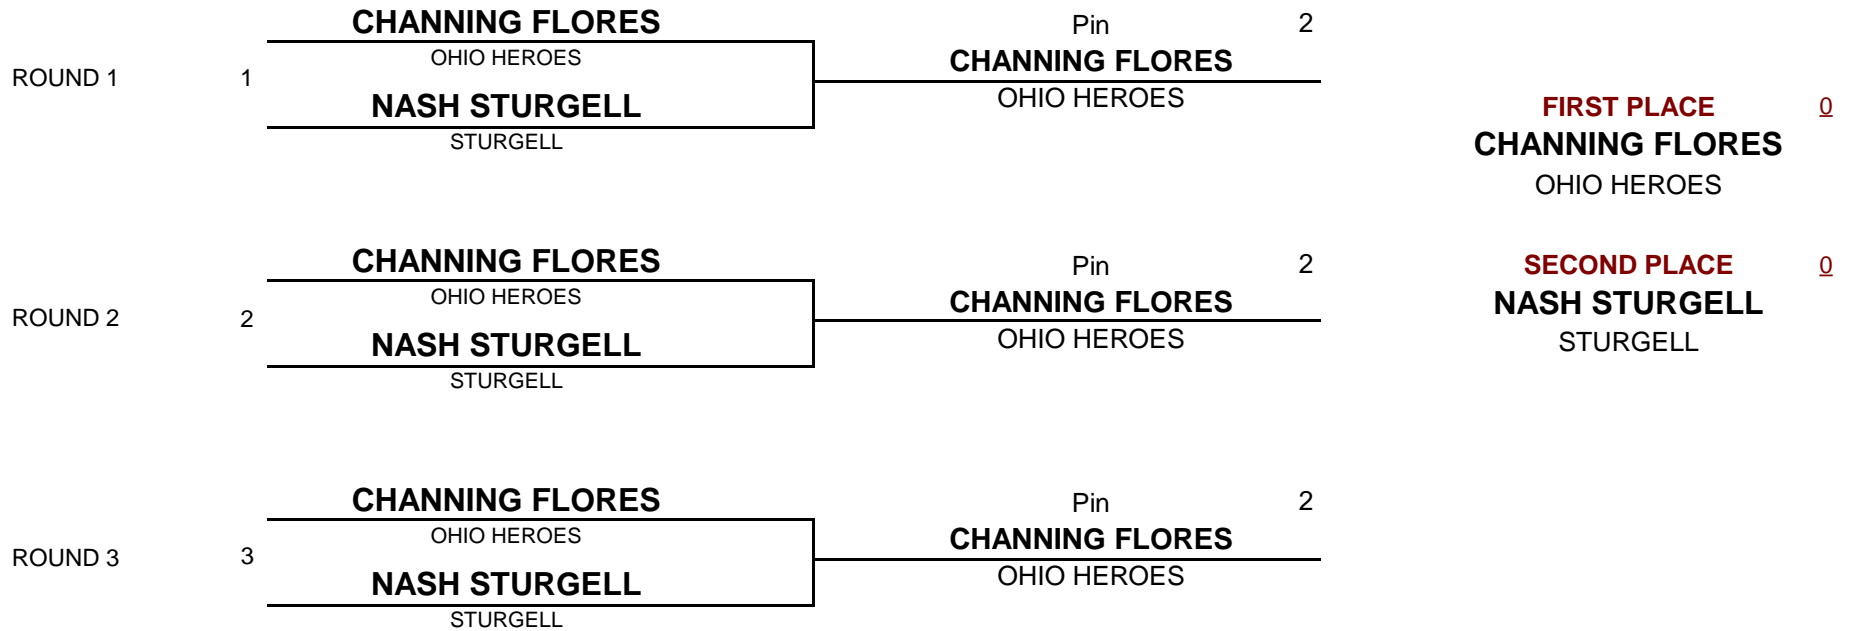 ROUND 1
1
CHANNING FLORES
OHIO HEROES
NASH STURGELL
STURGELL
Pin 2
CHANNING FLORES
OHIO HEROES
FIRST PLACE 0
CHANNING FLORES
OHIO HEROES
ROUND 2
2
CHANNING FLORES
OHIO HEROES
NASH STURGELL
STURGELL
Pin 2
CHANNING FLORES
OHIO HEROES
SECOND PLACE 0
NASH STURGELL
STURGELL
ROUND 3
3
CHANNING FLORES
OHIO HEROES
NASH STURGELL
STURGELL
Pin 2
CHANNING FLORES
OHIO HEROES